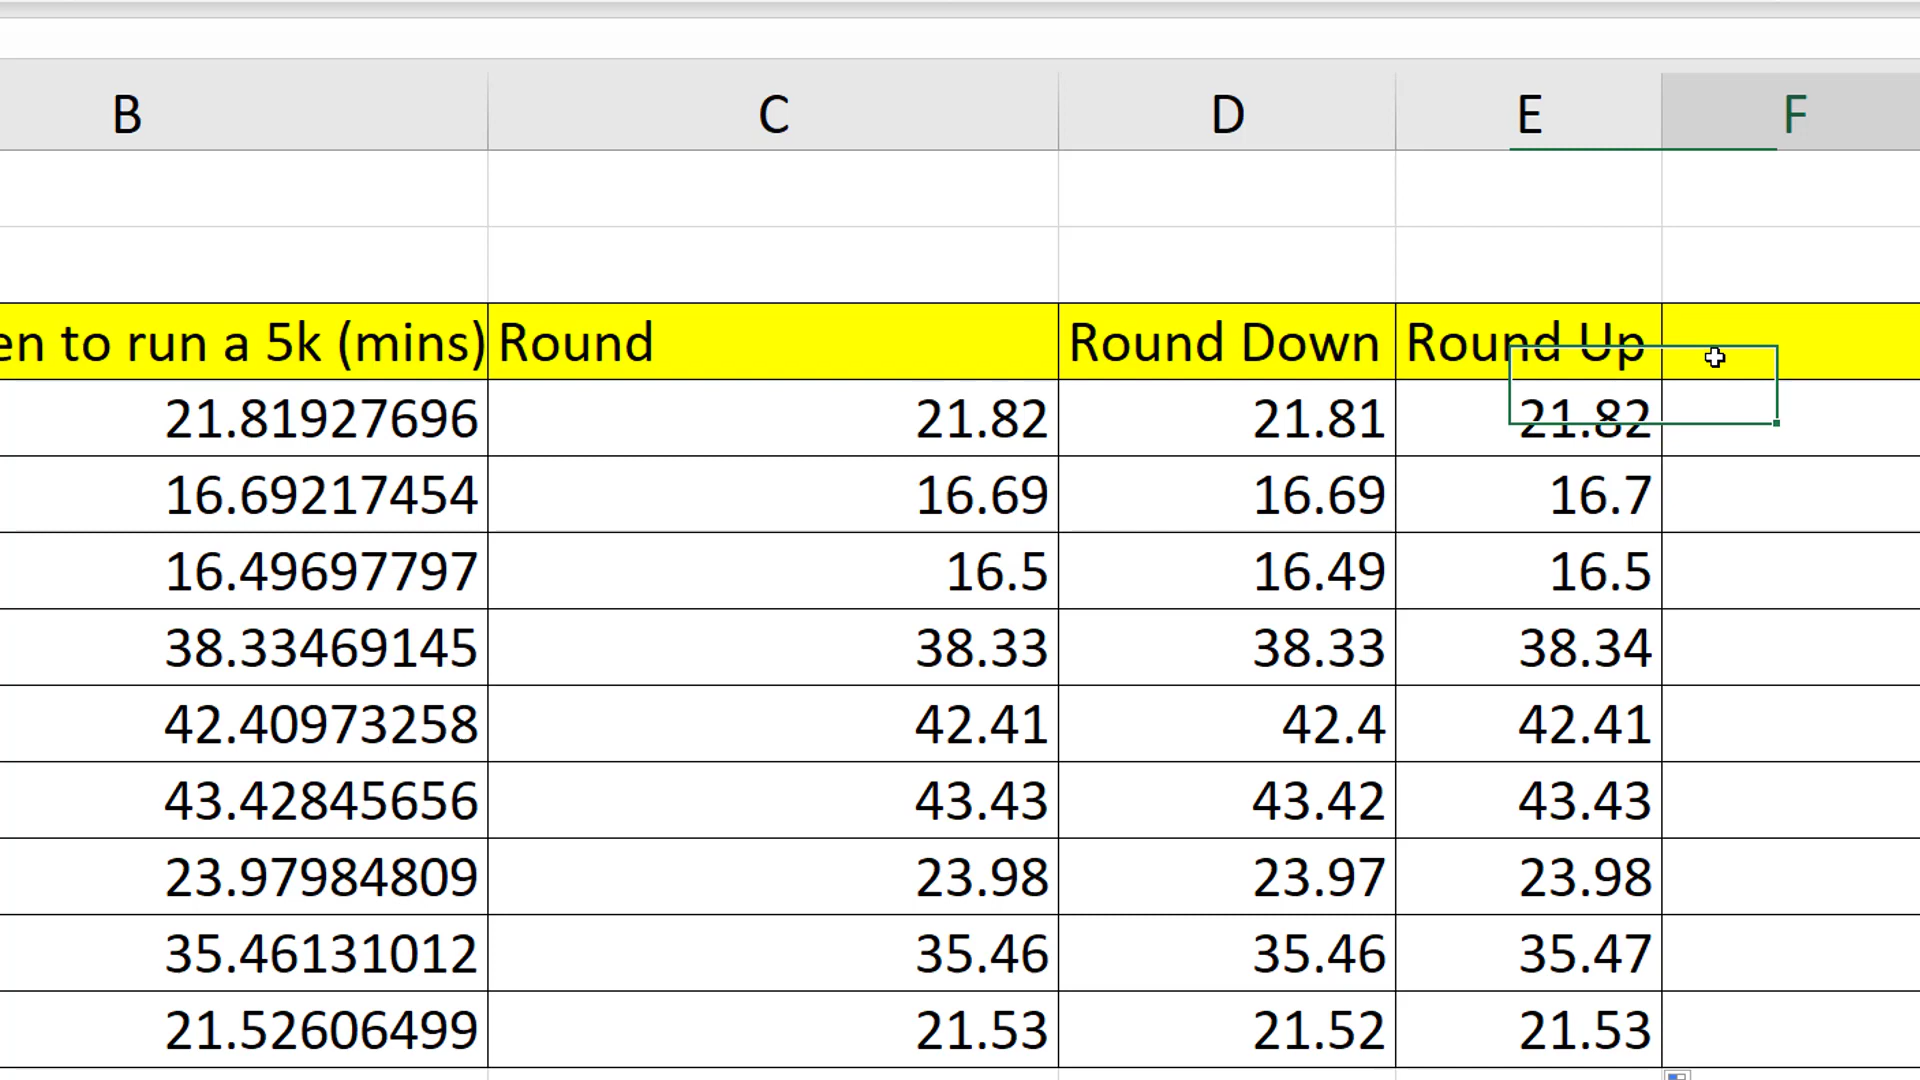 B C D E F
en to run a 5k (mins) Round Round Down Round Up
21.81927696 21.82 21.81 21.82
16.69217454 16.69 16.69 16.7
16.49697797 16.5 16.49 16.5
38.33469145 38.33 38.33 38.34
42.40973258 42.41 42.4 42.41
43.42845656 43.43 43.42 43.43
23.97984809 23.98 23.97 23.98
35.46131012 35.46 35.46 35.47
21.52606499 21.53 21.52 21.53